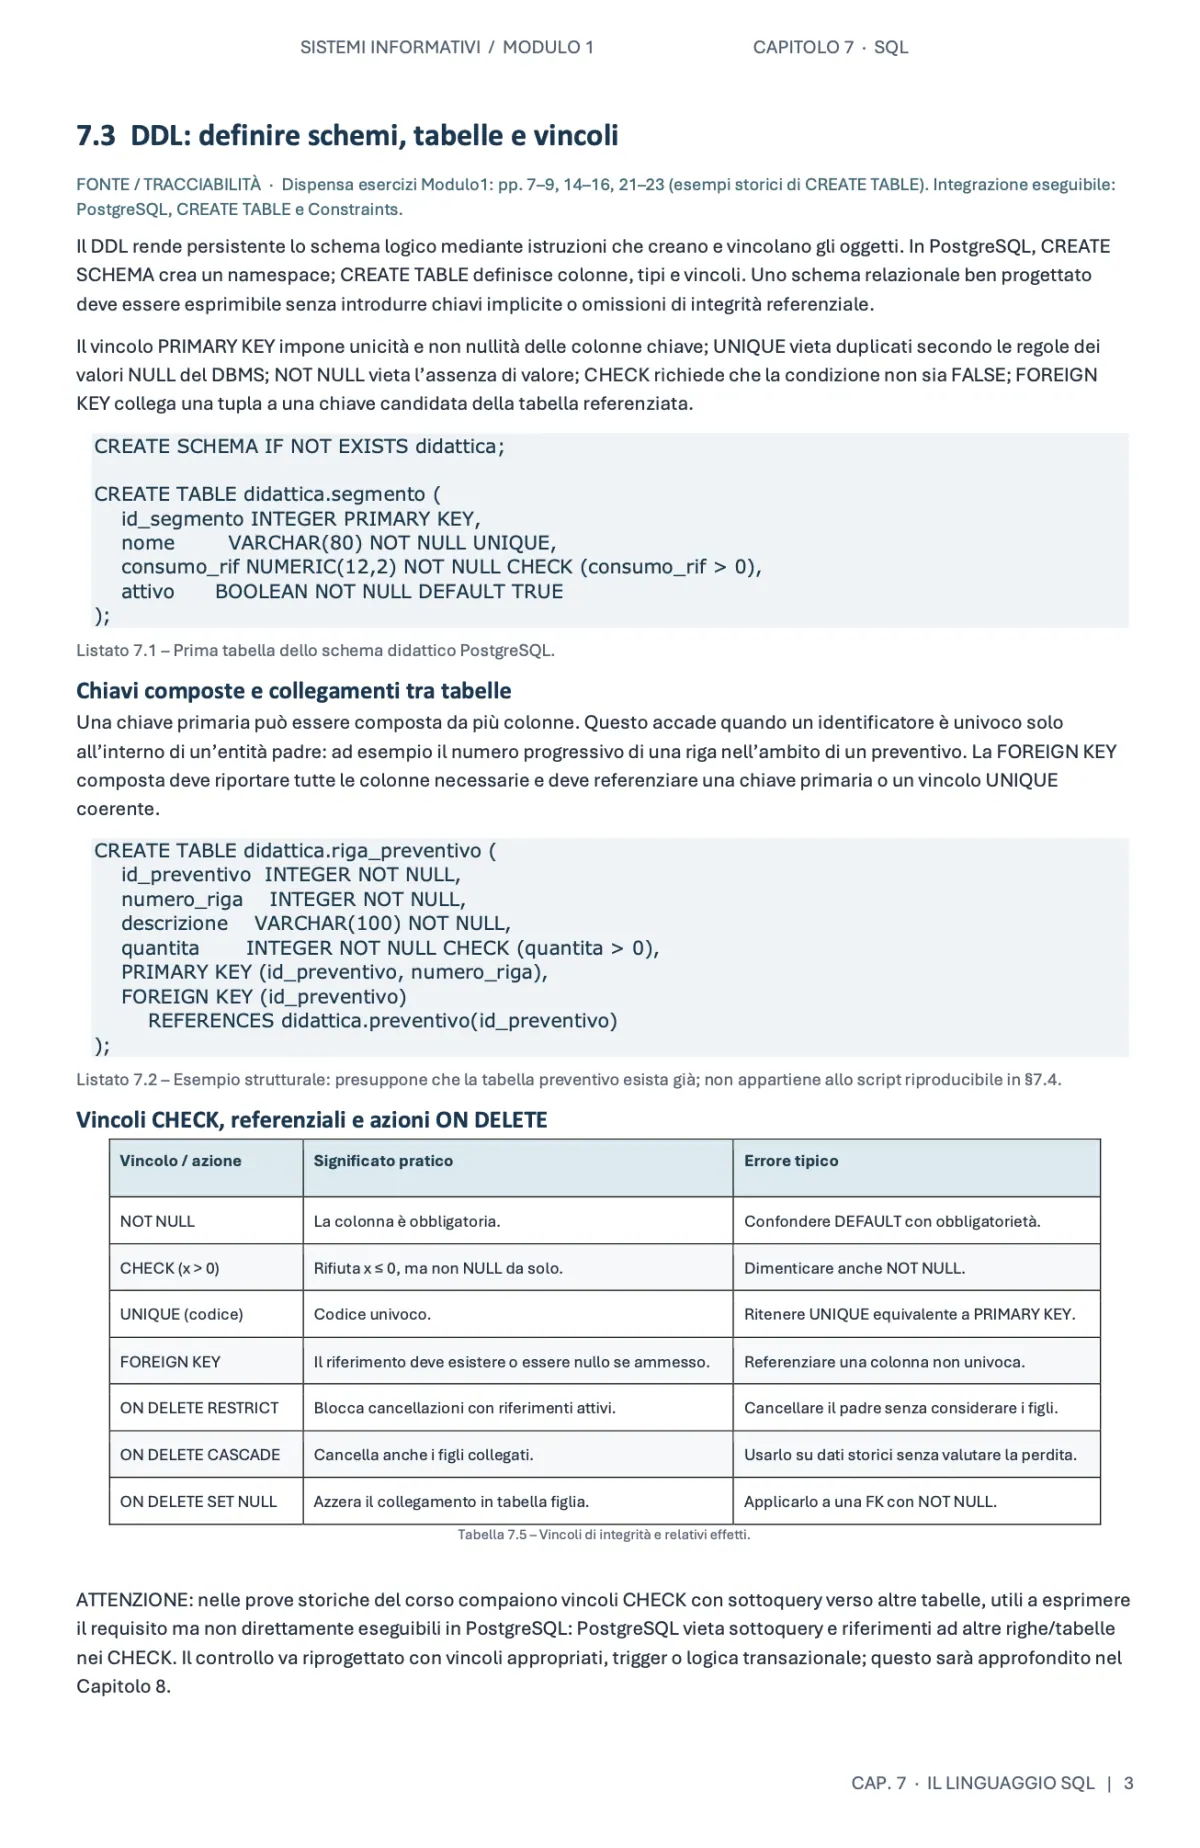 SISTEMI INFORMATIVI / MODULO 1 CAPITOLO 7 · SQL
7.3 DDL: definire schemi, tabelle e vincoli
FONTE / TRACCIABILITÀ · Dispensa esercizi Modulo1: pp. 7–9, 14–16, 21–23 (esempi storici di CREATE TABLE). Integrazione eseguibile:
PostgreSQL, CREATE TABLE e Constraints.
Il DDL rende persistente lo schema logico mediante istruzioni che creano e vincolano gli oggetti. In PostgreSQL, CREATE
SCHEMA crea un namespace; CREATE TABLE definisce colonne, tipi e vincoli. Uno schema relazionale ben progettato
deve essere esprimibile senza introdurre chiavi implicite o omissioni di integrità referenziale.
Il vincolo PRIMARY KEY impone unicità e non nullità delle colonne chiave; UNIQUE vieta duplicati secondo le regole dei
valori NULL del DBMS; NOT NULL vieta l’assenza di valore; CHECK richiede che la condizione non sia FALSE; FOREIGN
KEY collega una tupla a una chiave candidata della tabella referenziata.
CREATE SCHEMA IF NOT EXISTS didattica;
CREATE TABLE didattica.segmento (
id_segmento INTEGER PRIMARY KEY,
nome VARCHAR(80) NOT NULL UNIQUE,
consumo_rif NUMERIC(12,2) NOT NULL CHECK (consumo_rif > 0),
attivo BOOLEAN NOT NULL DEFAULT TRUE
);
Listato 7.1 – Prima tabella dello schema didattico PostgreSQL.
Chiavi composte e collegamenti tra tabelle
Una chiave primaria può essere composta da più colonne. Questo accade quando un identificatore è univoco solo
all’interno di un’entità padre: ad esempio il numero progressivo di una riga nell’ambito di un preventivo. La FOREIGN KEY
composta deve riportare tutte le colonne necessarie e deve referenziare una chiave primaria o un vincolo UNIQUE
coerente.
CREATE TABLE didattica.riga_preventivo (
id_preventivo INTEGER NOT NULL,
numero_riga INTEGER NOT NULL,
descrizione VARCHAR(100) NOT NULL,
quantita INTEGER NOT NULL CHECK (quantita > 0),
PRIMARY KEY (id_preventivo, numero_riga),
FOREIGN KEY (id_preventivo)
REFERENCES didattica.preventivo(id_preventivo)
);
Listato 7.2 – Esempio strutturale: presuppone che la tabella preventivo esista già; non appartiene allo script riproducibile in §7.4.
Vincoli CHECK, referenziali e azioni ON DELETE
Vincolo / azione Significato pratico Errore tipico
NOT NULL La colonna è obbligatoria. Confondere DEFAULT con obbligatorietà.
CHECK (x > 0) Rifiuta x ≤ 0, ma non NULL da solo. Dimenticare anche NOT NULL.
UNIQUE (codice) Codice univoco. Ritenere UNIQUE equivalente a PRIMARY KEY.
FOREIGN KEY Il riferimento deve esistere o essere nullo se ammesso. Referenziare una colonna non univoca.
ON DELETE RESTRICT Blocca cancellazioni con riferimenti attivi. Cancellare il padre senza considerare i figli.
ON DELETE CASCADE Cancella anche i figli collegati. Usarlo su dati storici senza valutare la perdita.
ON DELETE SET NULL Azzera il collegamento in tabella figlia. Applicarlo a una FK con NOT NULL.
Tabella 7.5 – Vincoli di integrità e relativi effetti.
ATTENZIONE: nelle prove storiche del corso compaiono vincoli CHECK con sottoquery verso altre tabelle, utili a esprimere
il requisito ma non direttamente eseguibili in PostgreSQL: PostgreSQL vieta sottoquery e riferimenti ad altre righe/tabelle
nei CHECK. Il controllo va riprogettato con vincoli appropriati, trigger o logica transazionale; questo sarà approfondito nel
Capitolo 8.
CAP. 7 · IL LINGUAGGIO SQL | 3